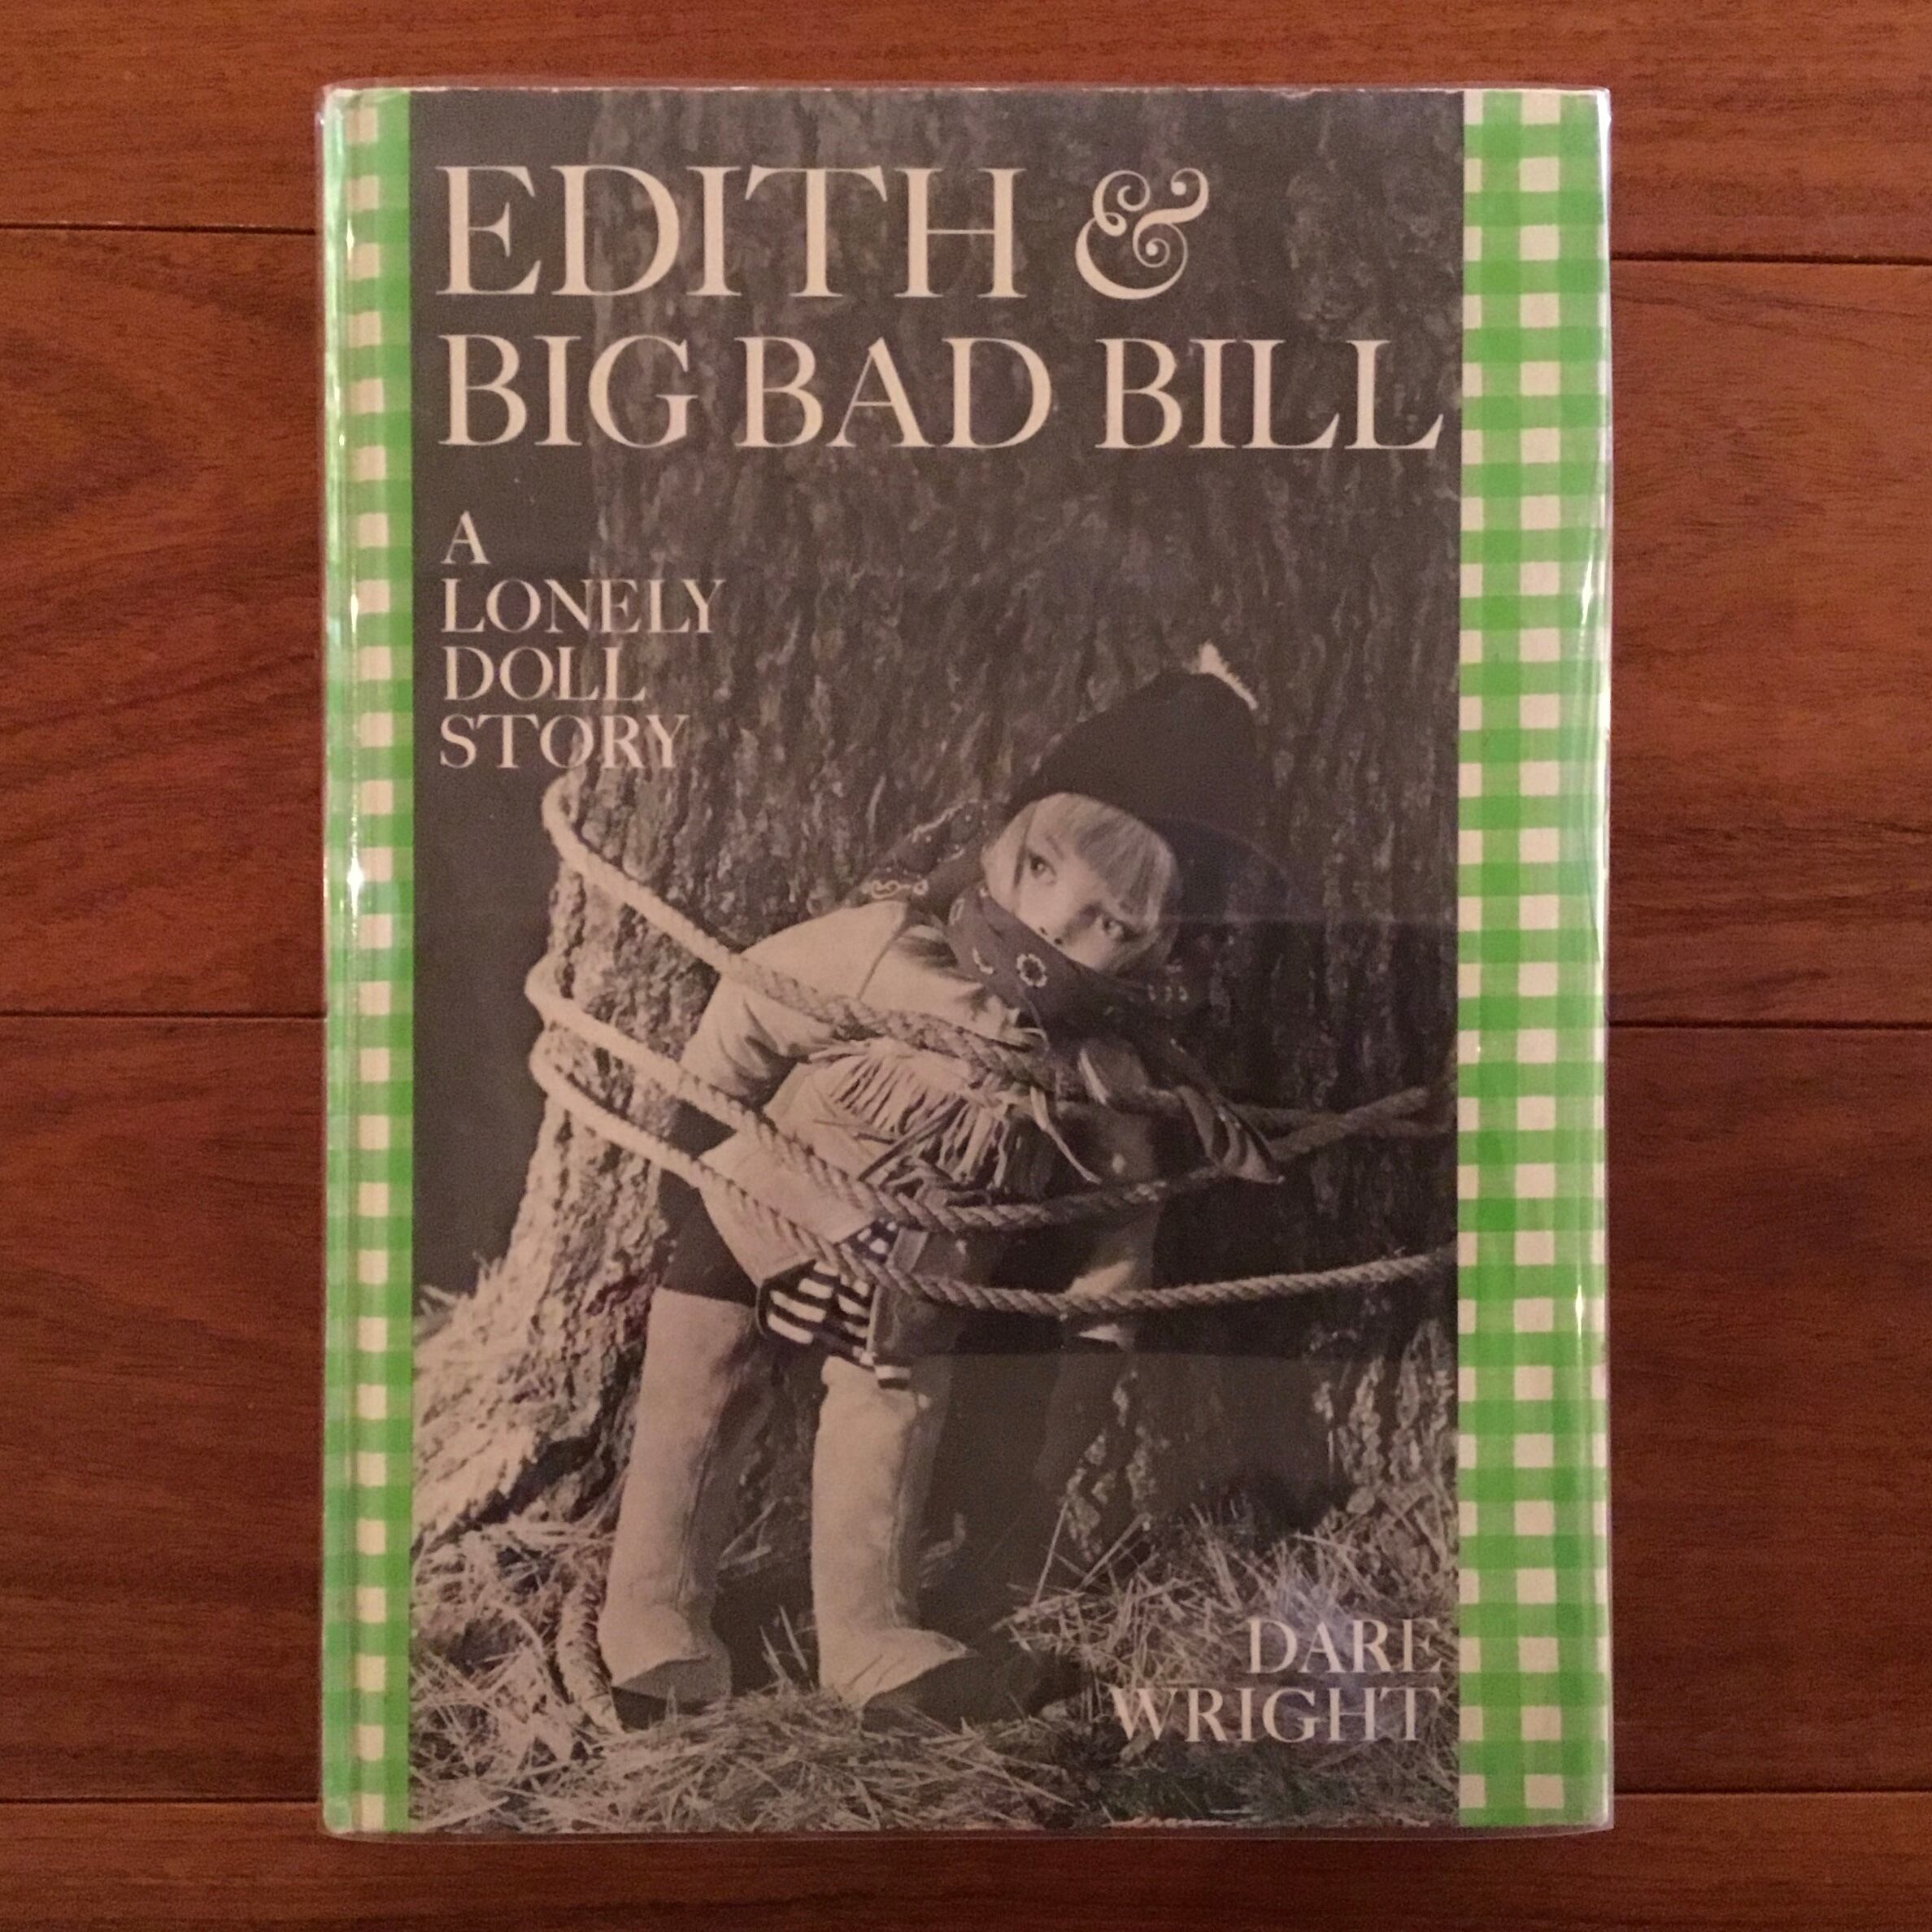 EDITH &
BIG BAD BILL
A
LONELY
DOLL
STORY
DARE
WRIGHT